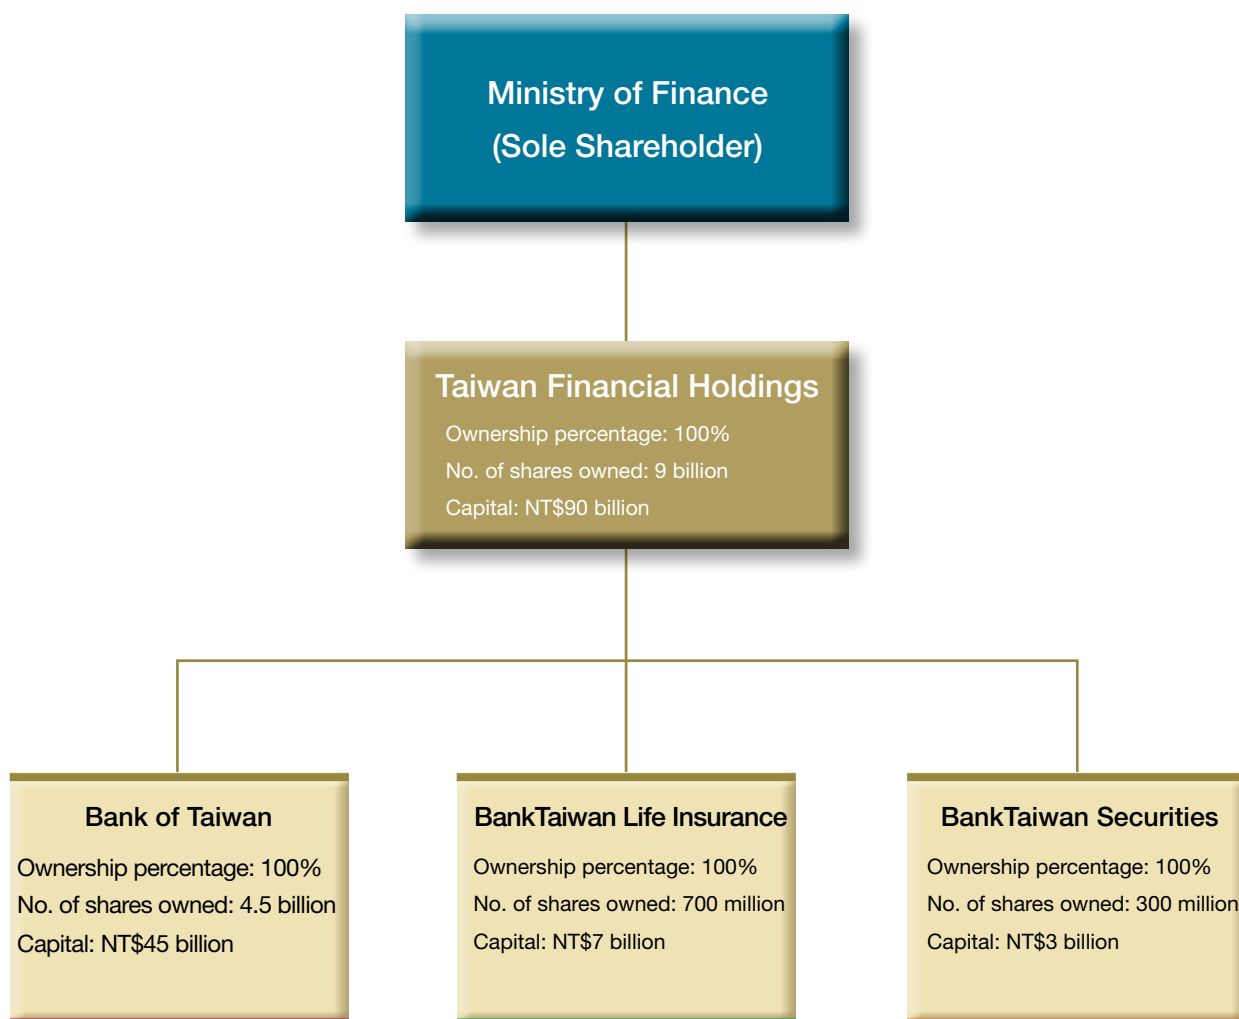 Ministry of Finance
(Sole Shareholder)
Taiwan Financial Holdings
Ownership percentage: 100%
No. of shares owned: 9 billion
Capital: NT$90 billion
Bank of Taiwan
Ownership percentage: 100%
No. of shares owned: 4.5 billion
Capital: NT$45 billion
BankTaiwan Life Insurance
Ownership percentage: 100%
No. of shares owned: 700 million
Capital: NT$7 billion
BankTaiwan Securities
Ownership percentage: 100%
No. of shares owned: 300 million
Capital: NT$3 billion